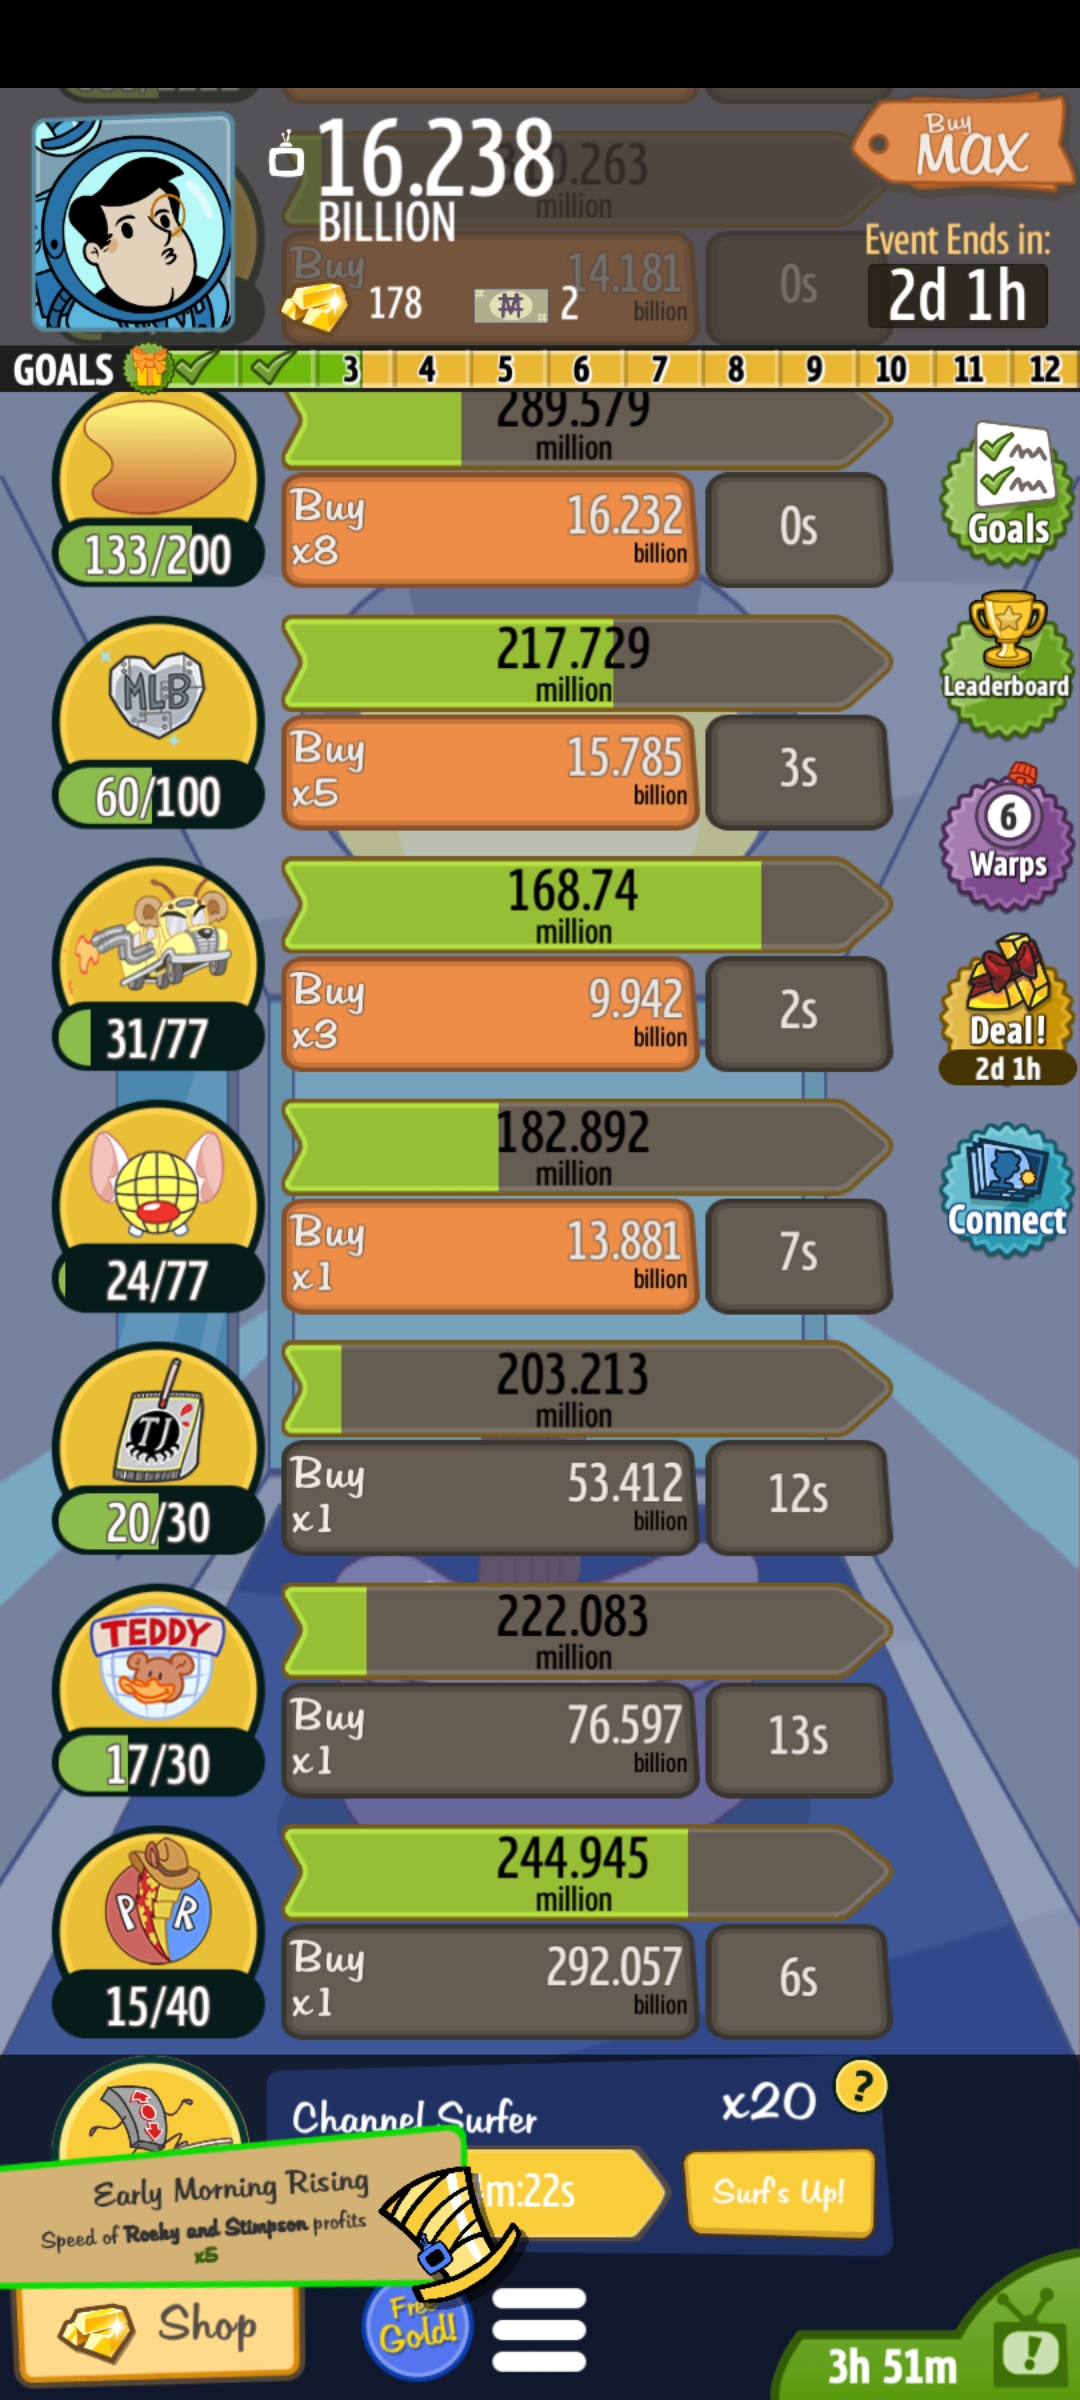 16.238
BILLION
Buy
MAX
million
Buy
14.181
billion
0s
178
2
Event Ends in:
2d 1h
GOALS
3
4
5
6
7
8
9
10
11
12
289.579
million
133/200
Buy
x8
16.232
billion
0s
Goals
217.729
million
MLB
60/100
Buy
x5
15.785
billion
3s
Leaderboard
168.74
million
31/77
Buy
x3
9.942
billion
2s
6
Warps
Deal!
2d 1h
182.892
million
24/77
Buy
x1
13.881
billion
7s
Connect
203.213
million
TJ
20/30
Buy
x1
53.412
billion
12s
222.083
million
TEDDY
17/30
Buy
x1
76.597
billion
13s
244.945
million
P R
15/40
Buy
x1
292.057
billion
6s
Channel Surfer
x20
?
m:22s
Surf's Up!
Early Morning Rising
Speed of Rocky and Stimpson profits
x5
Shop
Free
Gold!
3h 51m
!